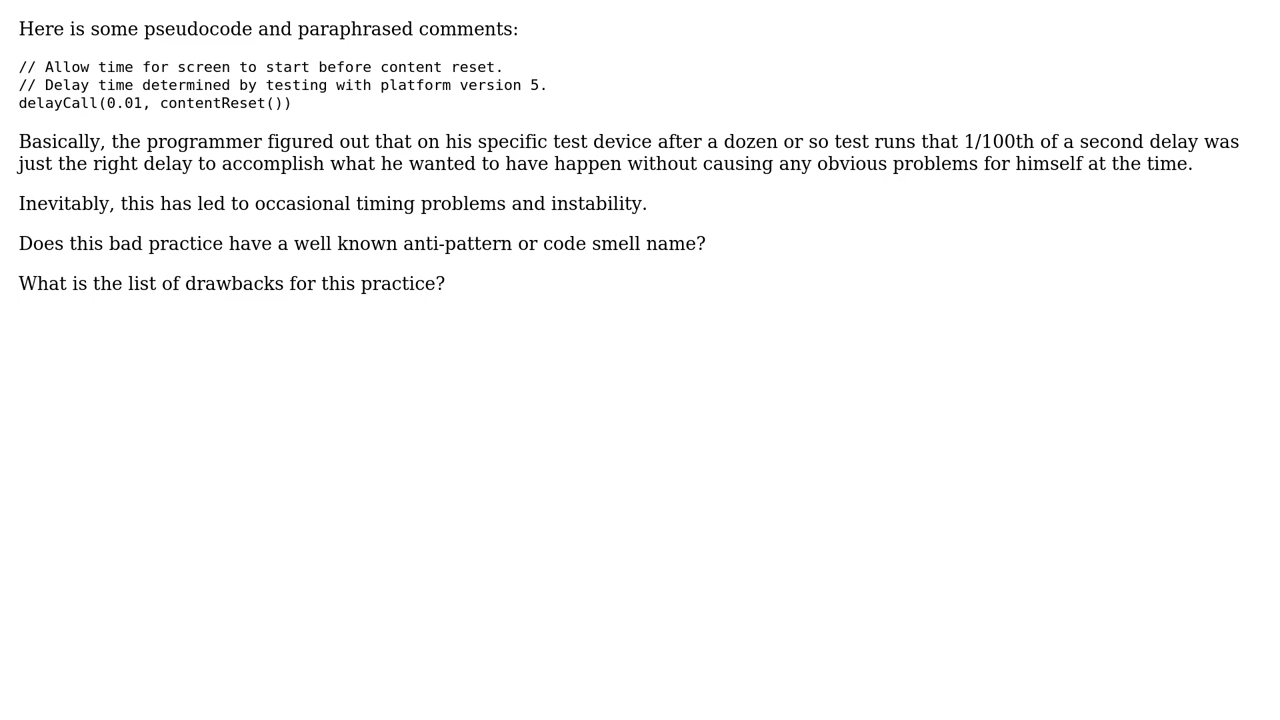 Here is some pseudocode and paraphrased comments:
// Allow time for screen to start before content reset.
// Delay time determined by testing with platform version 5.
delayCall(0.01, contentReset())
Basically, the programmer figured out that on his specific test device after a dozen or so test runs that 1/100th of a second delay was
just the right delay to accomplish what he wanted to have happen without causing any obvious problems for himself at the time.
Inevitably, this has led to occasional timing problems and instability.
Does this bad practice have a well known anti-pattern or code smell name?
What is the list of drawbacks for this practice?